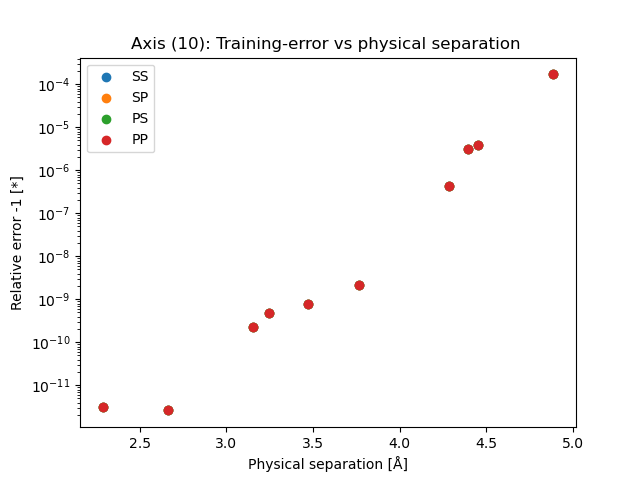 Axis (10): Training-error vs physical separation
SS
SP
PS
PP
Relative error -1 [*]
10⁻⁴
10⁻⁵
10⁻⁶
10⁻⁷
10⁻⁸
10⁻⁹
10⁻¹⁰
10⁻¹¹
2.5 3.0 3.5 4.0 4.5 5.0
Physical separation [Å]